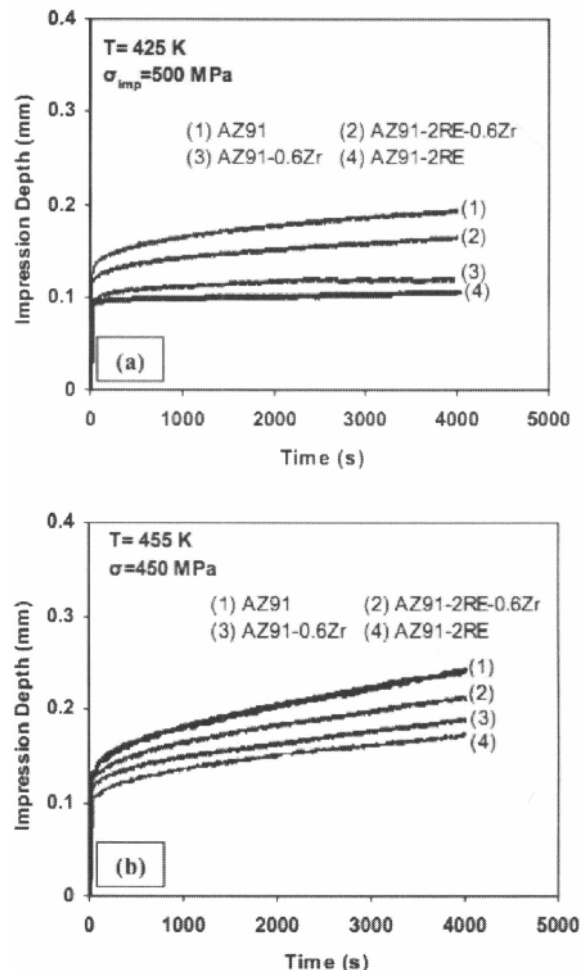 T= 425 K
σimp=500 MPa
(1) AZ91 (2) AZ91-2RE-0.6Zr
(3) AZ91-0.6Zr (4) AZ91-2RE
Impression Depth (mm)
0.4
0.3
0.2
0.1
0
(1)
(2)
(3)
(4)
(a)
0 1000 2000 3000 4000 5000
Time (s)
T= 455 K
σ=450 MPa
(1) AZ91 (2) AZ91-2RE-0.6Zr
(3) AZ91-0.6Zr (4) AZ91-2RE
Impression Depth (mm)
0.4
0.3
0.2
0.1
0
(1)
(2)
(3)
(4)
(b)
0 1000 2000 3000 4000 5000
Time (s)